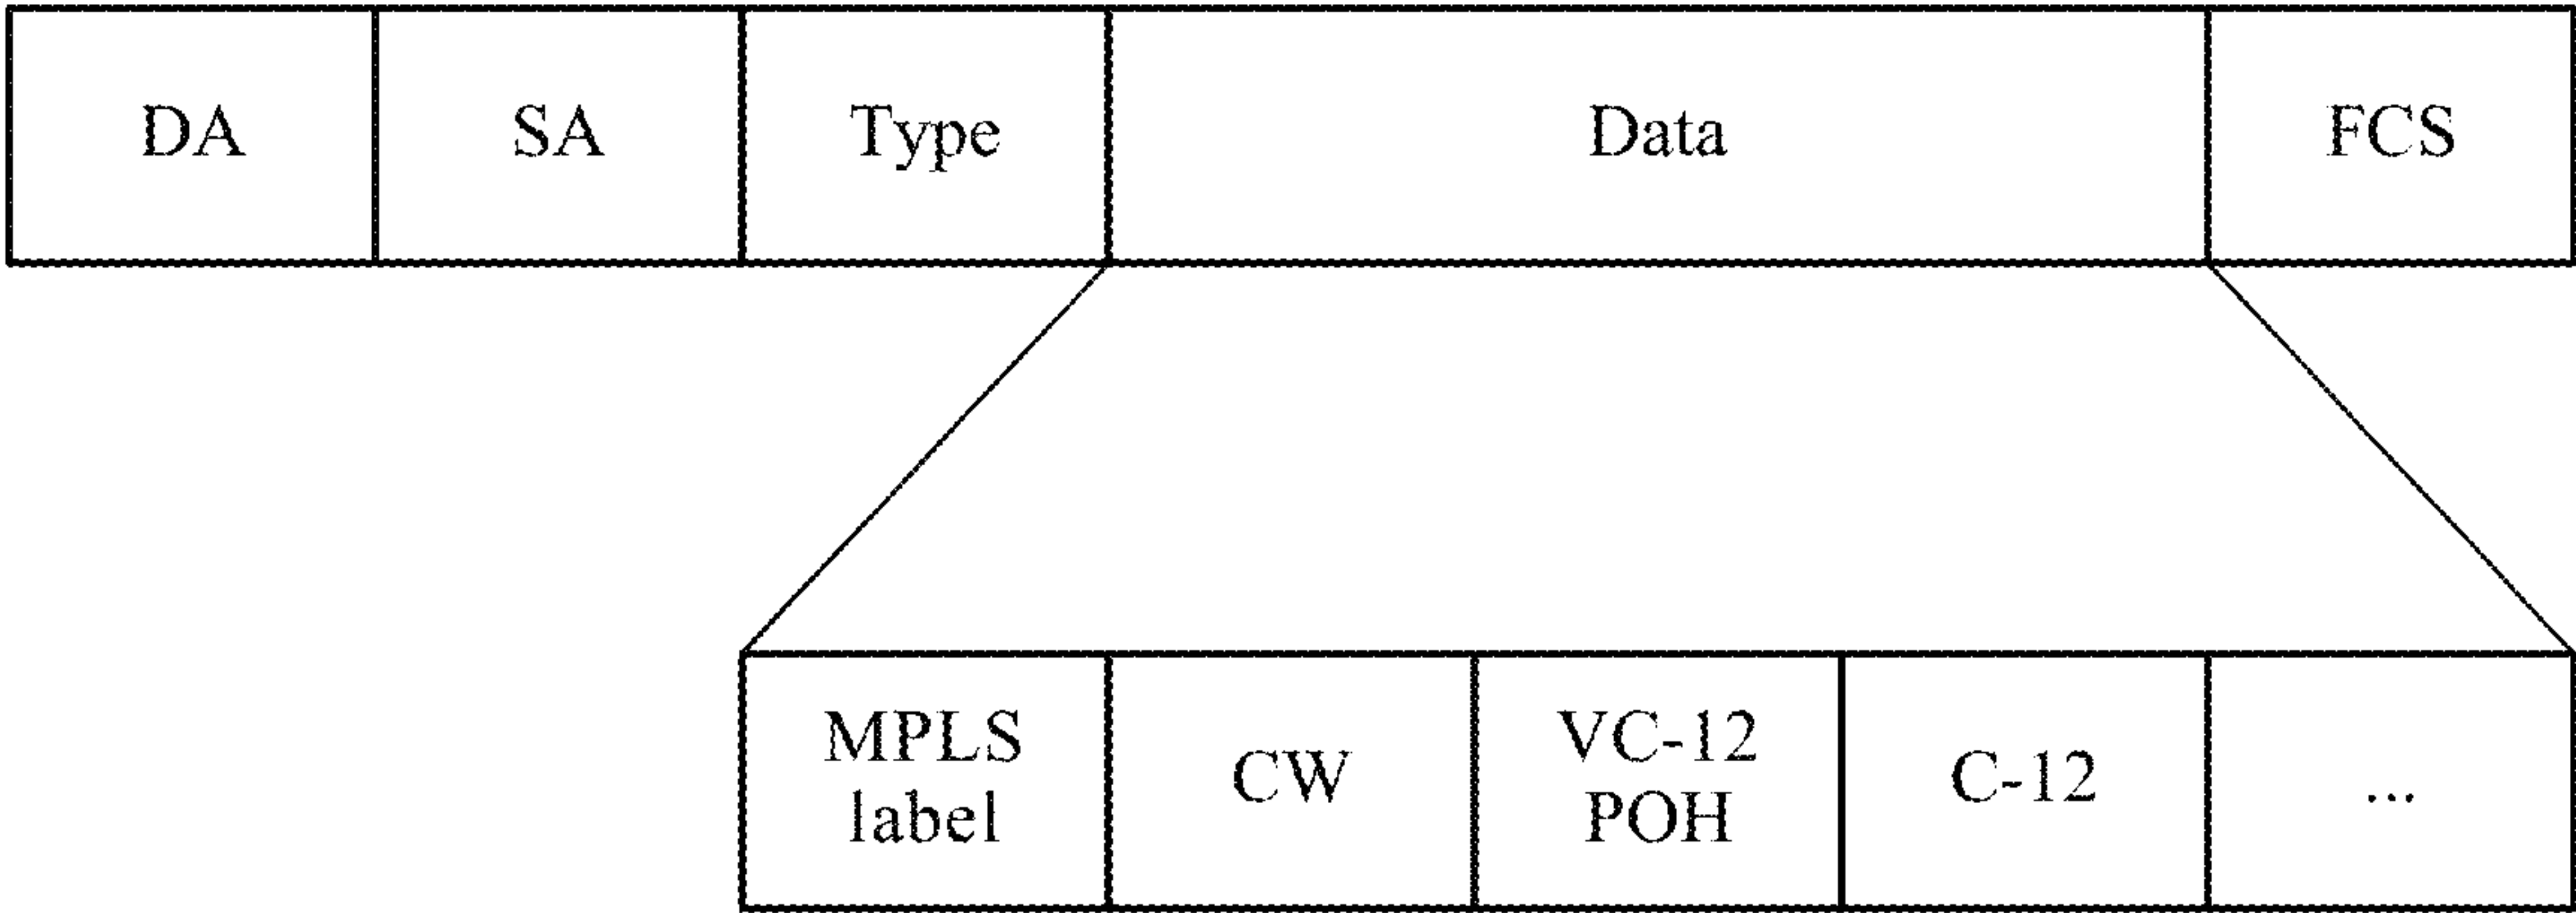 DA
SA
Type
Data
FCS
MPLS
label
CW
VC-12
POH
C-12
...